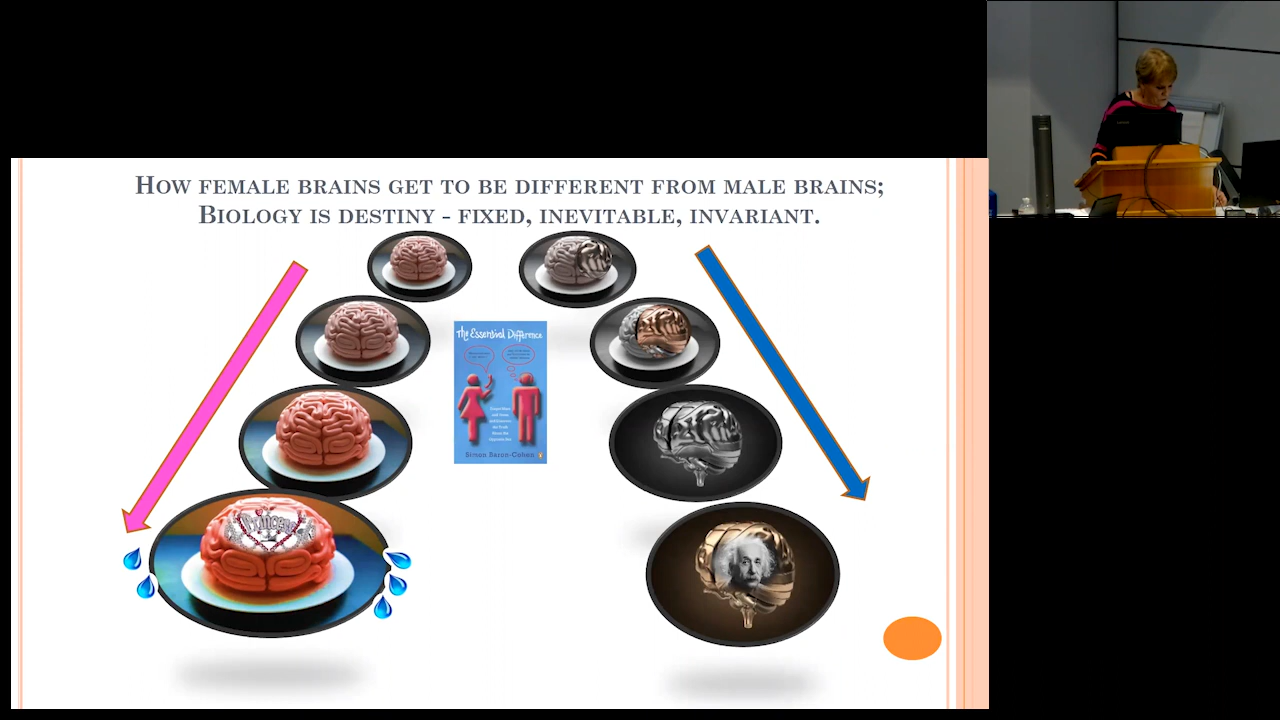 How female brains get to be different from male brains;
Biology is destiny - fixed, inevitable, invariant.
The Essential Difference
Simon Baron-Cohen
Princess